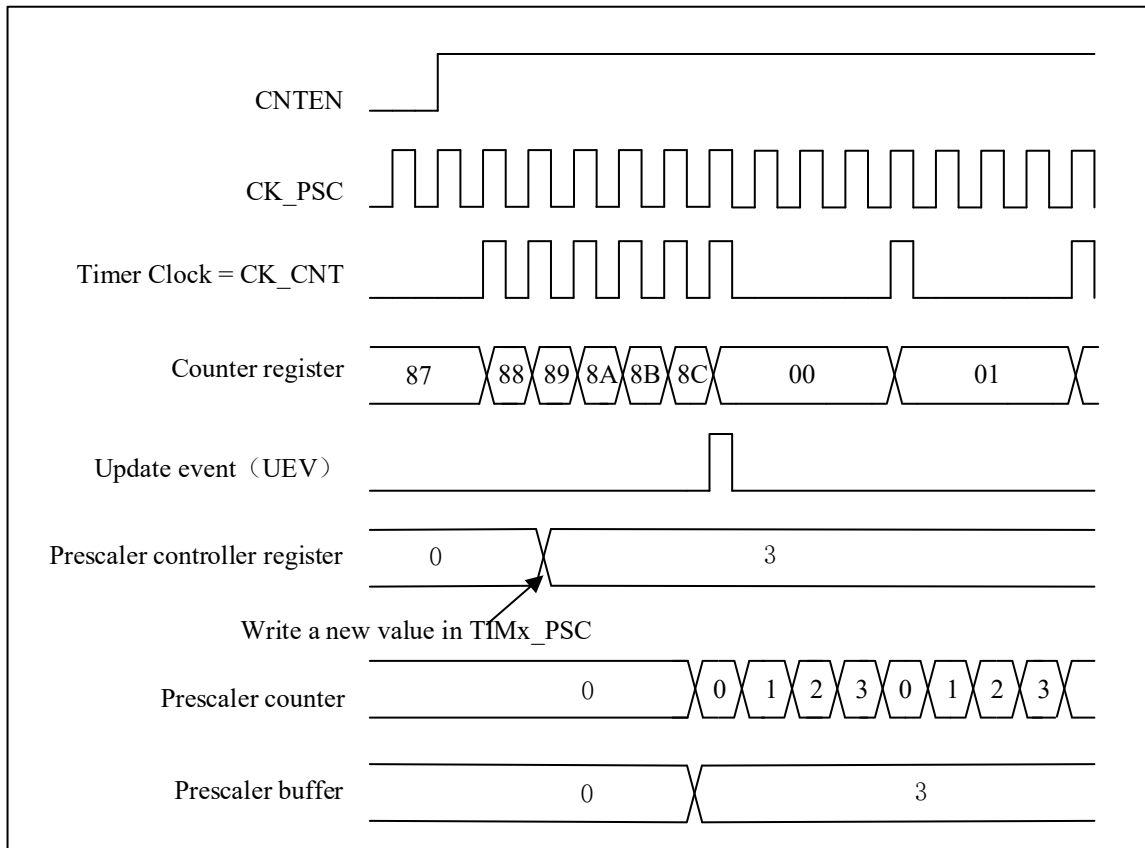 CNTEN
CK_PSC
Timer Clock = CK_CNT
Counter register
87 88 89 8A 8B 8C 00 01
Update event（UEV）
Prescaler controller register
0 3
Write a new value in TIMx_PSC
Prescaler counter
0 0 1 2 3 0 1 2 3
Prescaler buffer
0 3